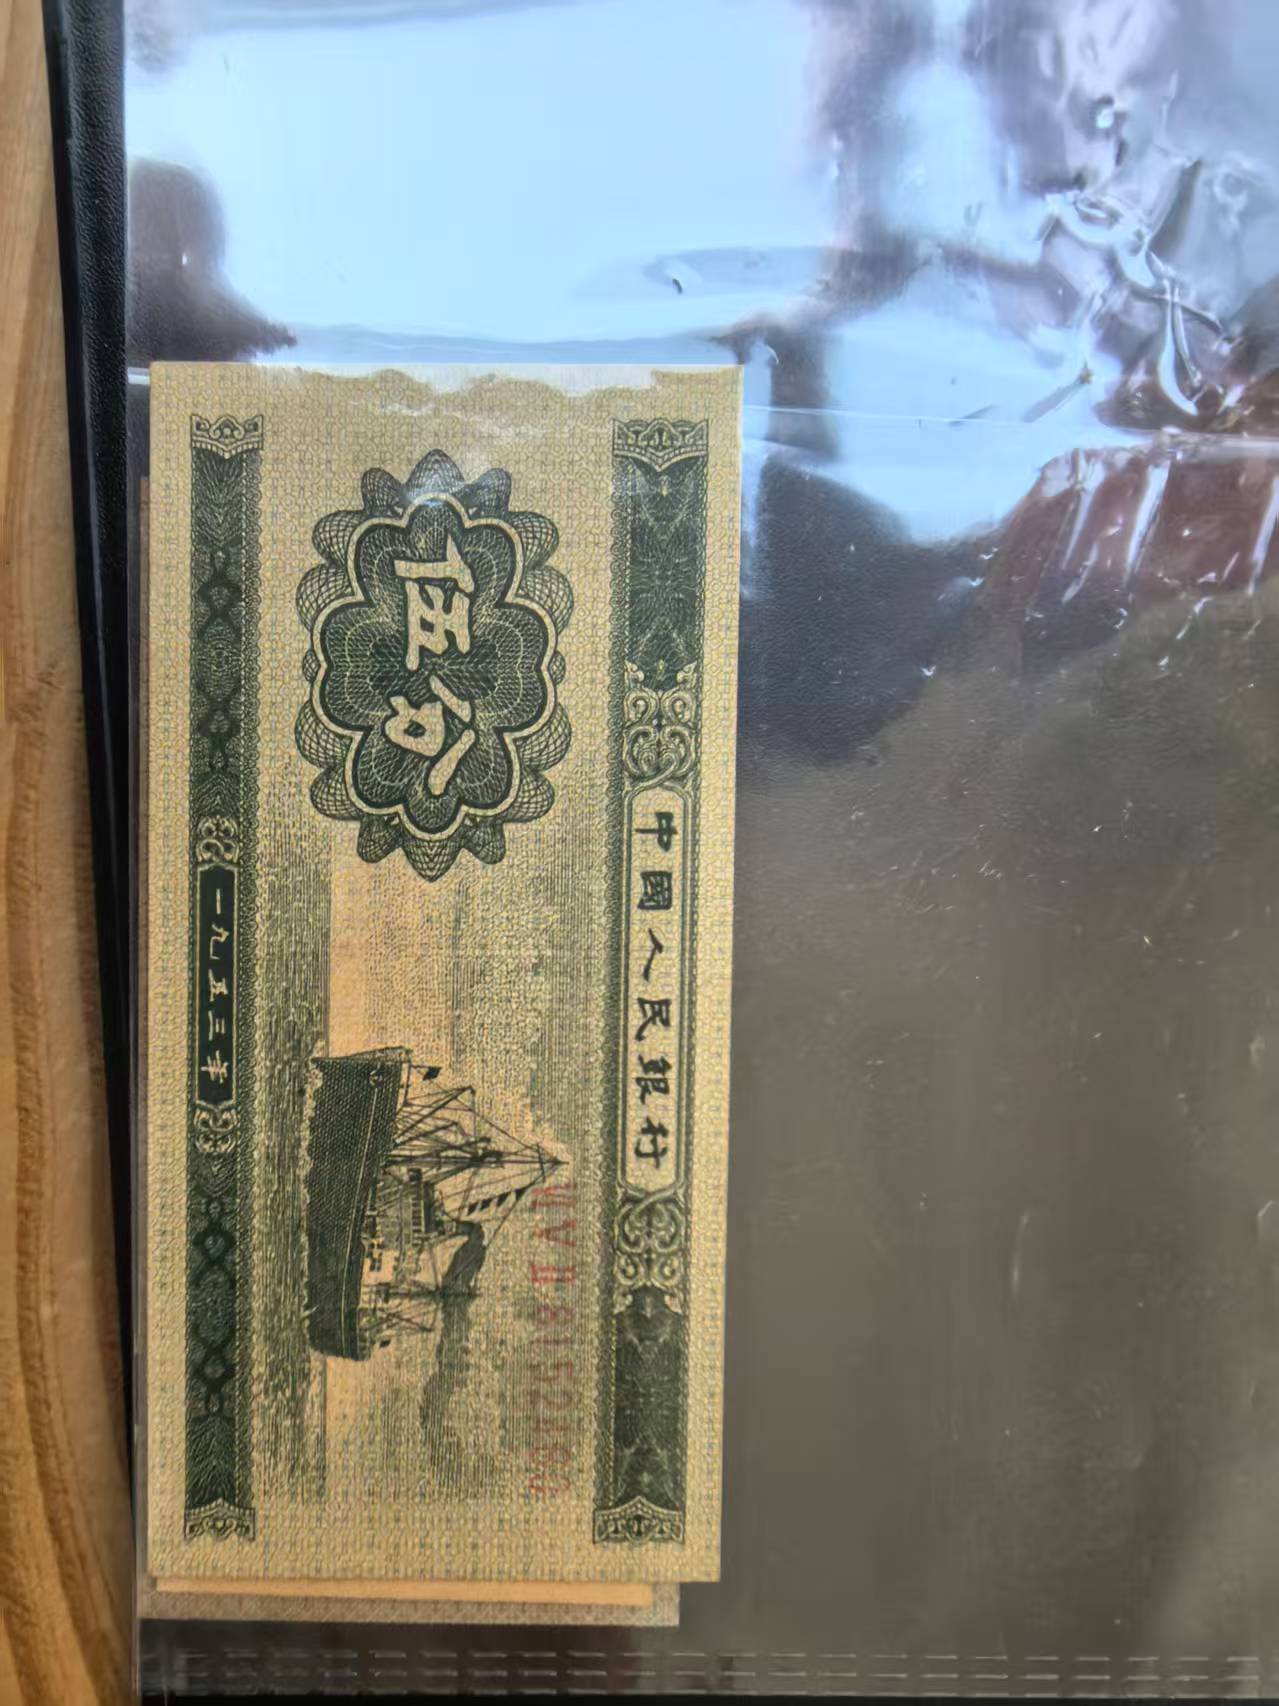 中國人民銀行
伍分
一九五三年